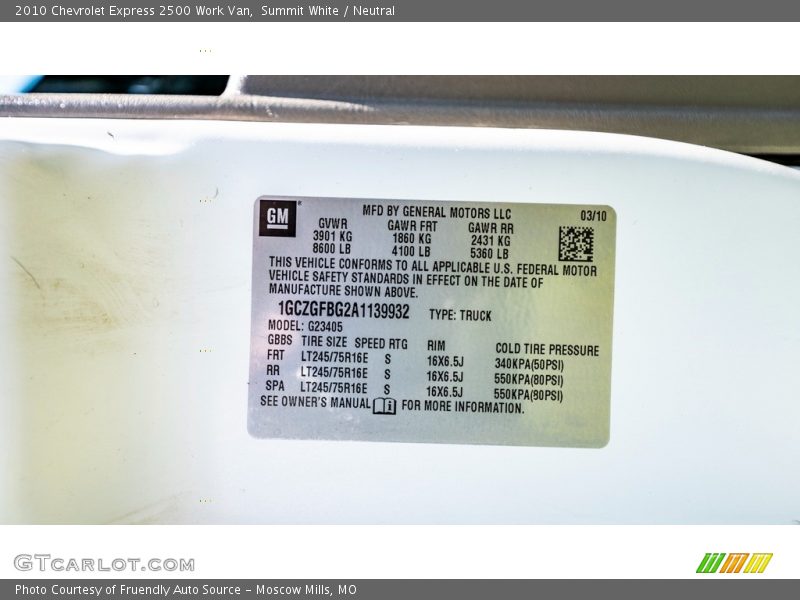 2010 Chevrolet Express 2500 Work Van, Summit White / Neutral
GM MFD BY GENERAL MOTORS LLC 03/10
GVWR GAWR FRT GAWR RR
3901 KG 1860 KG 2431 KG
8600 LB 4100 LB 5360 LB
THIS VEHICLE CONFORMS TO ALL APPLICABLE U.S. FEDERAL MOTOR
VEHICLE SAFETY STANDARDS IN EFFECT ON THE DATE OF
MANUFACTURE SHOWN ABOVE.
1GCZGFBG2A1139932 TYPE: TRUCK
MODEL: G23405
GBBS TIRE SIZE SPEED RTG RIM COLD TIRE PRESSURE
FRT LT245/75R16E S 16X6.5J 340KPA(50PSI)
RR LT245/75R16E S 16X6.5J 550KPA(80PSI)
SPA LT245/75R16E S 16X6.5J 550KPA(80PSI)
SEE OWNER'S MANUAL FOR MORE INFORMATION.
GTCARLOT.COM
Photo Courtesy of Fruendly Auto Source - Moscow Mills, MO